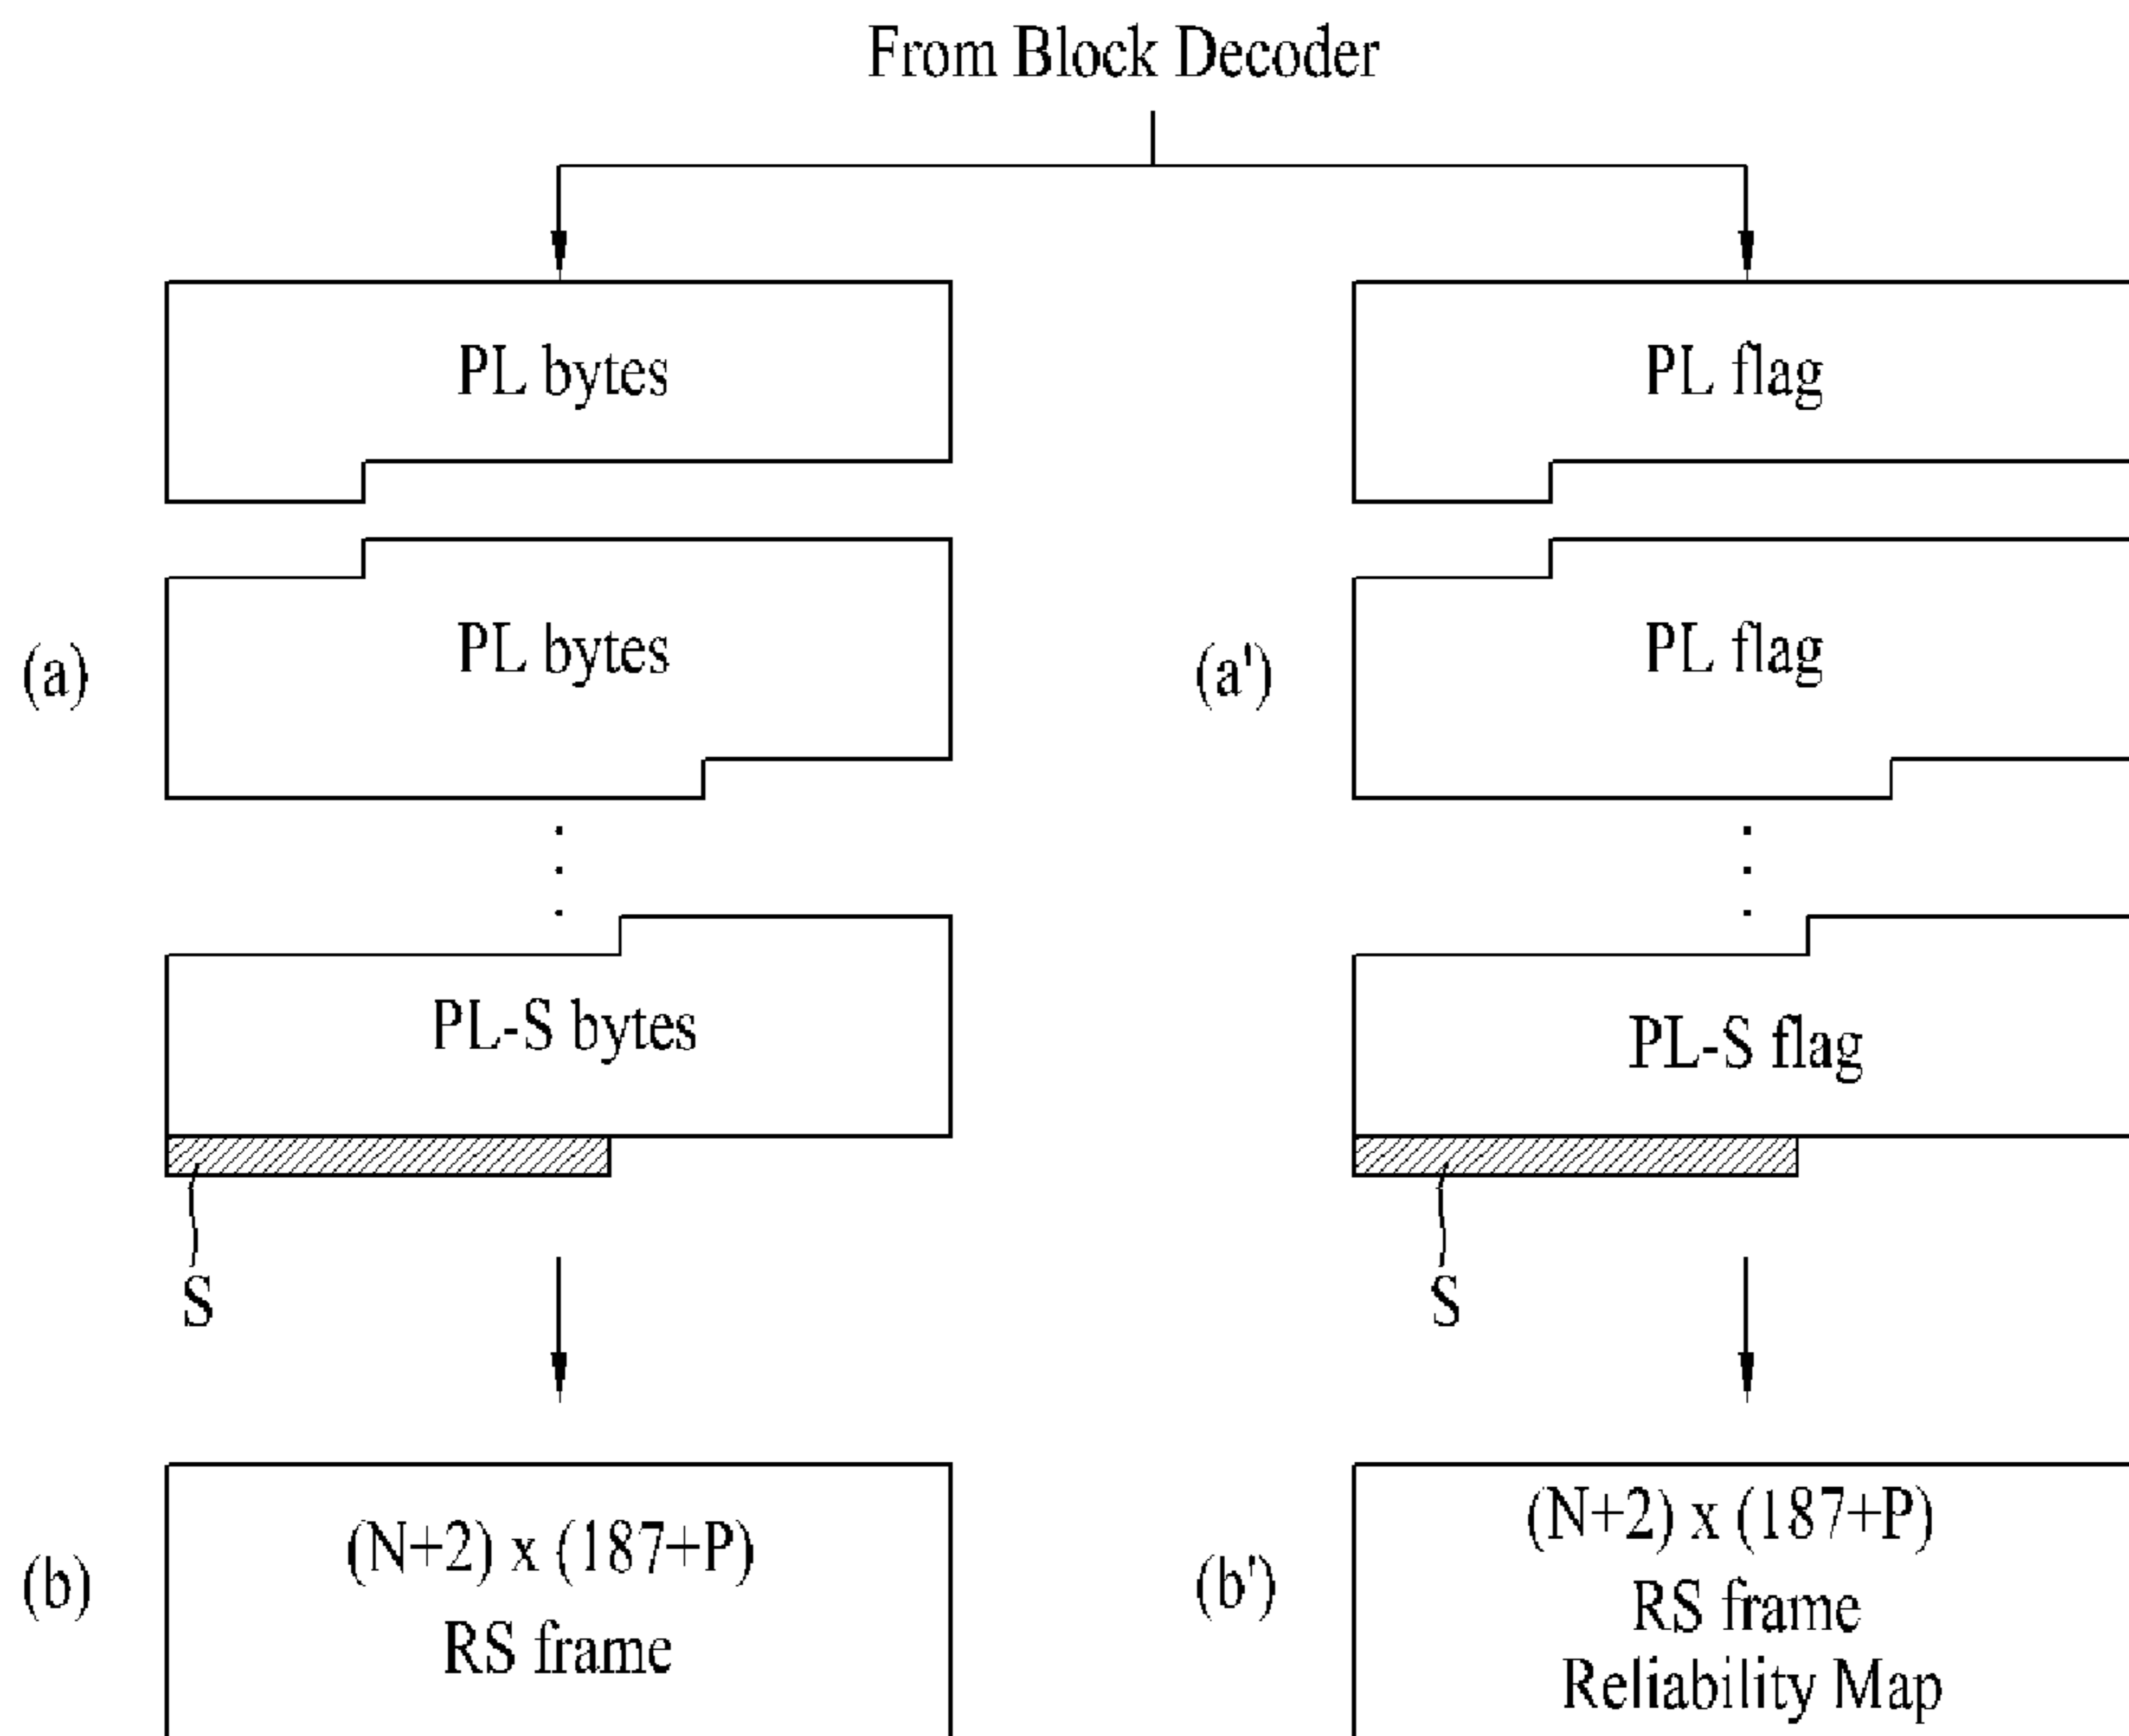 From Block Decoder
PL bytes
PL flag
(a)
PL bytes
(a')
PL flag
PL-S bytes
PL-S flag
S
S
(b)
(N+2) x (187+P)
RS frame
(b')
(N+2) x (187+P)
RS frame
Reliability Map